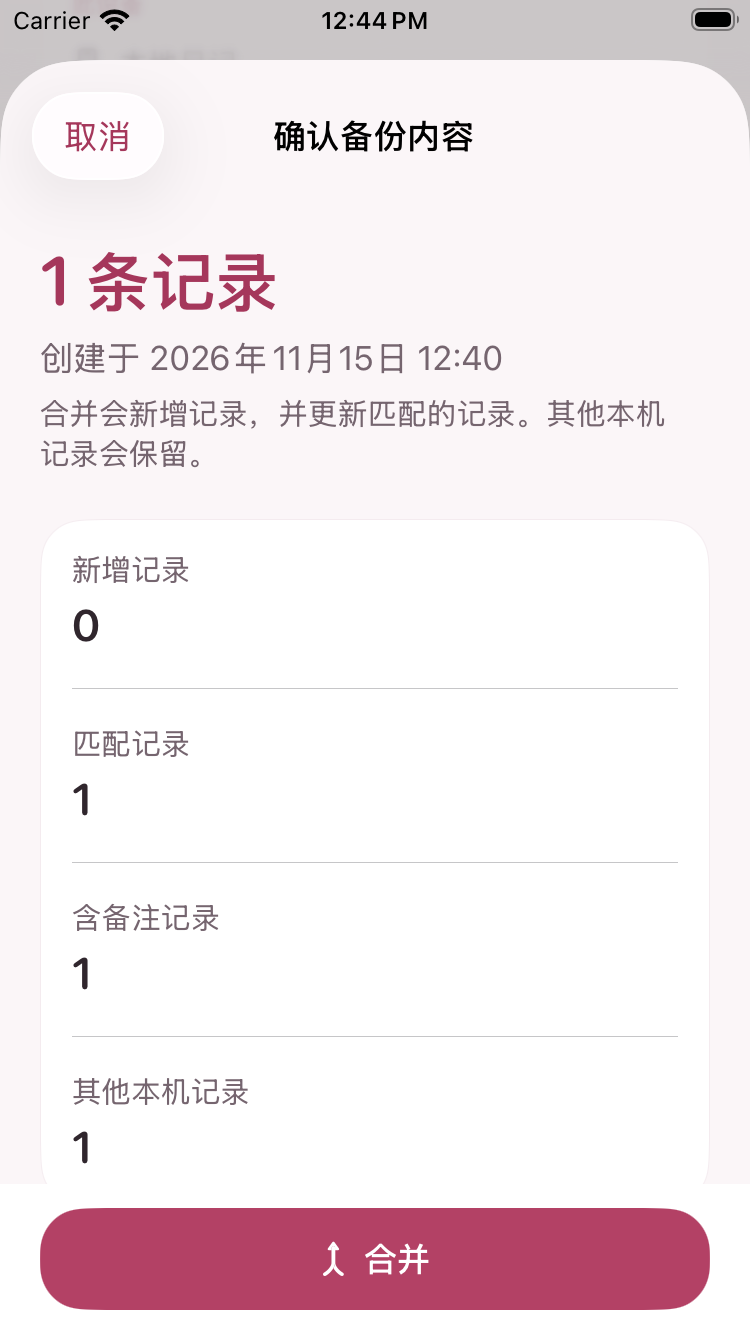 Carrier 12:44 PM
取消
确认备份内容
1 条记录
创建于 2026年11月15日 12:40
合并会新增记录，并更新匹配的记录。其他本机
记录会保留。
新增记录
0
匹配记录
1
含备注记录
1
其他本机记录
1
合并